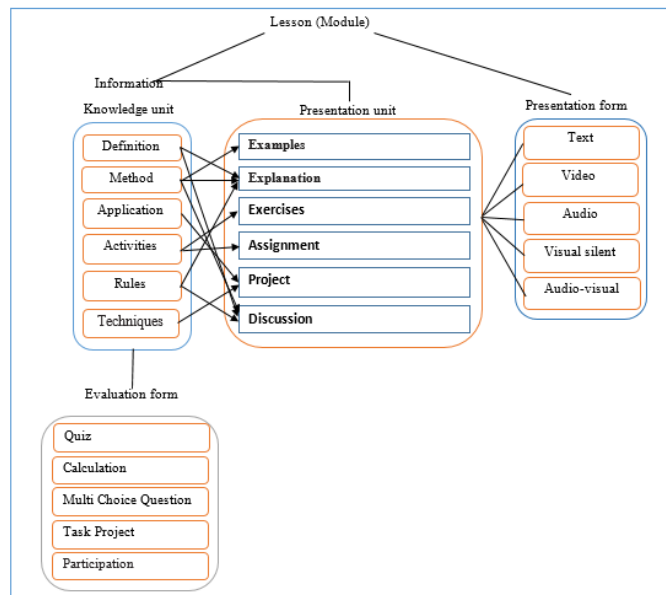 Lesson (Module)
Information
Knowledge unit
Presentation unit
Presentation form
Definition
Method
Application
Activities
Rules
Techniques
Examples
Explanation
Exercises
Assignment
Project
Discussion
Text
Video
Audio
Visual silent
Audio-visual
Evaluation form
Quiz
Calculation
Multi Choice Question
Task Project
Participation